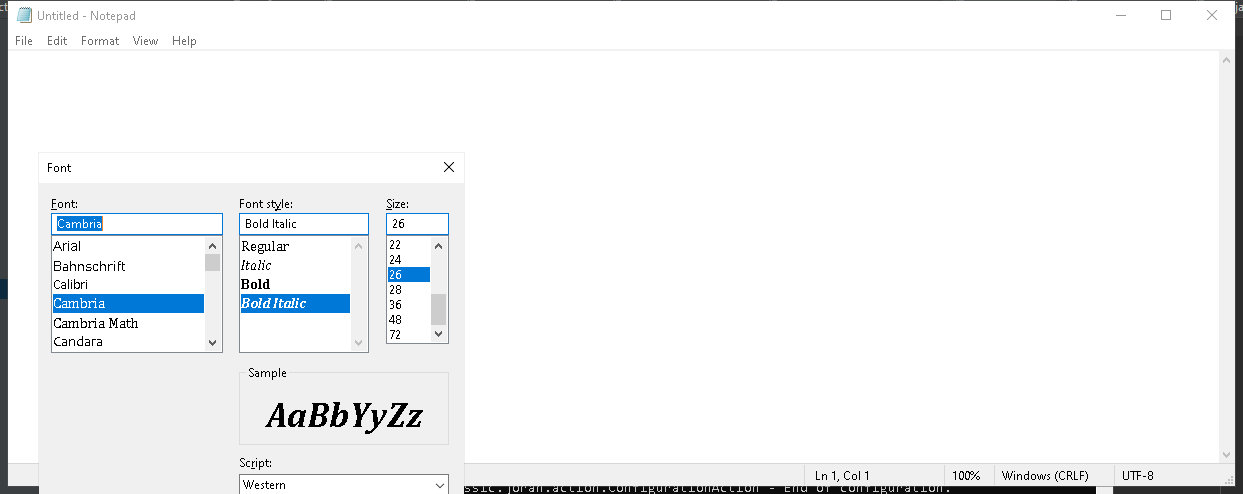 Untitled - Notepad
File Edit Format View Help
Font
Font: Font style: Size:
Cambria Bold Italic 26
Arial Regular 22
Bahnschrift Italic 24
Calibri Bold 26
Cambria Bold Italic 28
Cambria Math 36
Candara 48
72
Sample
AaBbYyZz
Script:
Western
Ln 1, Col 1 100% Windows (CRLF) UTF-8
ssic.joran.action.ConfigurationAction - End of configuration.